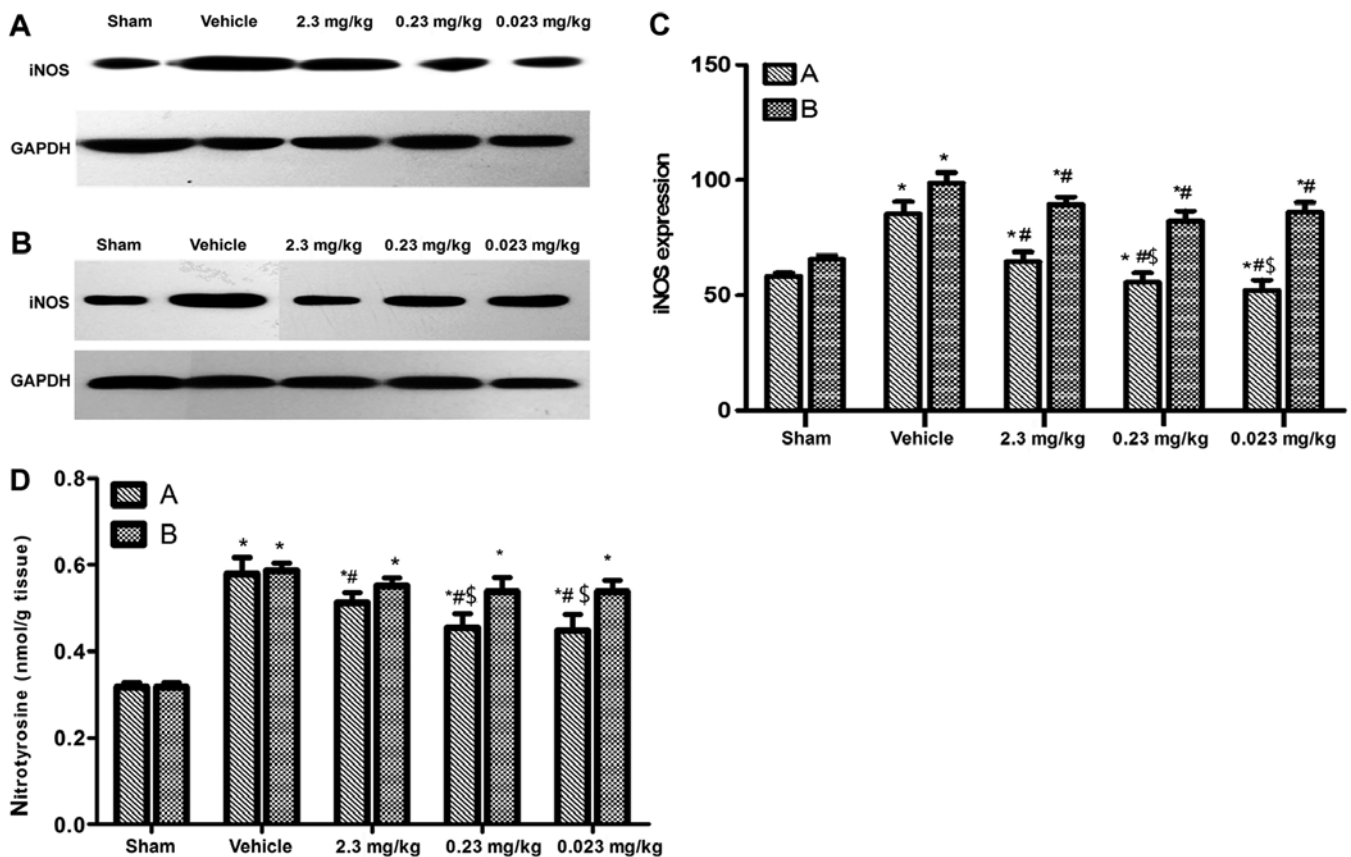 A
Sham Vehicle 2.3 mg/kg 0.23 mg/kg 0.023 mg/kg
iNOS
GAPDH
B
Sham Vehicle 2.3 mg/kg 0.23 mg/kg 0.023 mg/kg
iNOS
GAPDH
C
iNOS expression
150
100
50
0
A
B
* *
*# *#
* #$ *#
*#$ *#
Sham Vehicle 2.3 mg/kg 0.23 mg/kg 0.023 mg/kg
D
Nitrotyrosine (nmol/g tissue)
0.8
0.6
0.4
0.2
0.0
A
B
* *
*# *
*#$ *
*# $ *
Sham Vehicle 2.3 mg/kg 0.23 mg/kg 0.023 mg/kg